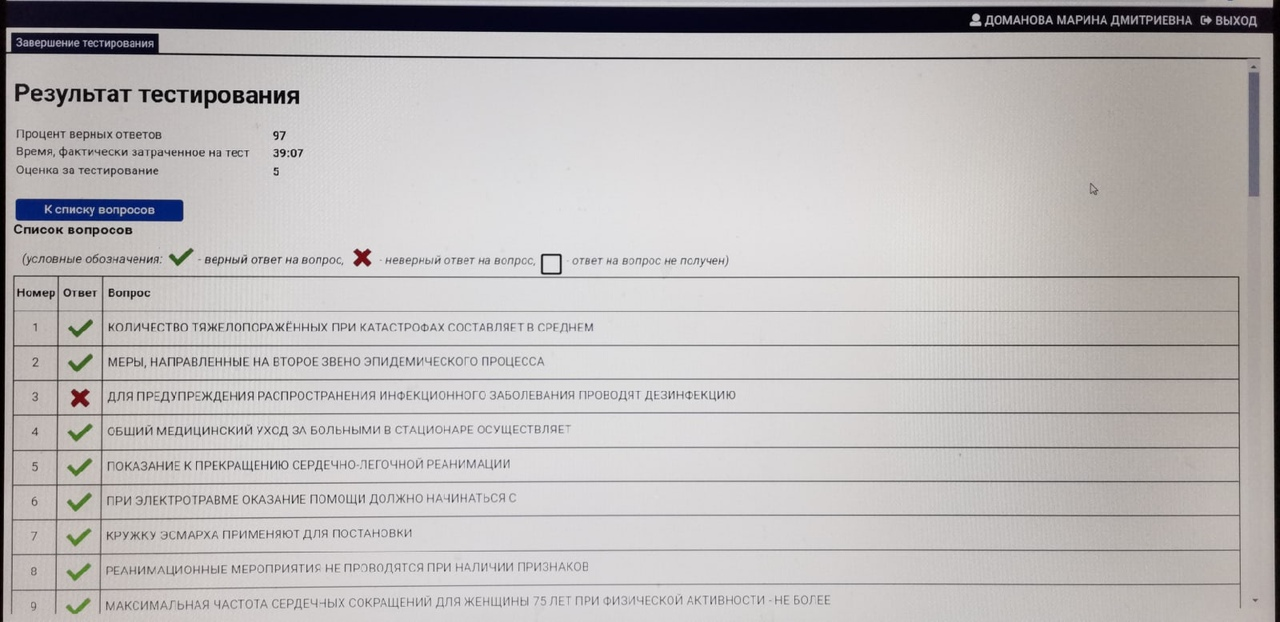 ДОМАНОВА МАРИНА ДМИТРИЕВНА ВЫХОД
Завершение тестирования
Результат тестирования
Процент верных ответов 97
Время, фактически затраченное на тест 39:07
Оценка за тестирование 5
К списку вопросов
Список вопросов
(условные обозначения: - верный ответ на вопрос, - неверный ответ на вопрос, - ответ на вопрос не получен)
Номер Ответ Вопрос
1 КОЛИЧЕСТВО ТЯЖЕЛОПОРАЖЁННЫХ ПРИ КАТАСТРОФАХ СОСТАВЛЯЕТ В СРЕДНЕМ
2 МЕРЫ, НАПРАВЛЕННЫЕ НА ВТОРОЕ ЗВЕНО ЭПИДЕМИЧЕСКОГО ПРОЦЕССА
3 ДЛЯ ПРЕДУПРЕЖДЕНИЯ РАСПРОСТРАНЕНИЯ ИНФЕКЦИОННОГО ЗАБОЛЕВАНИЯ ПРОВОДЯТ ДЕЗИНФЕКЦИЮ
4 ОБЩИЙ МЕДИЦИНСКИЙ УХОД ЗА БОЛЬНЫМИ В СТАЦИОНАРЕ ОСУЩЕСТВЛЯЕТ
5 ПОКАЗАНИЕ К ПРЕКРАЩЕНИЮ СЕРДЕЧНО-ЛЕГОЧНОЙ РЕАНИМАЦИИ
6 ПРИ ЭЛЕКТРОТРАВМЕ ОКАЗАНИЕ ПОМОЩИ ДОЛЖНО НАЧИНАТЬСЯ С
7 КРУЖКУ ЭСМАРХА ПРИМЕНЯЮТ ДЛЯ ПОСТАНОВКИ
8 РЕАНИМАЦИОННЫЕ МЕРОПРИЯТИЯ НЕ ПРОВОДЯТСЯ ПРИ НАЛИЧИИ ПРИЗНАКОВ
9 МАКСИМАЛЬНАЯ ЧАСТОТА СЕРДЕЧНЫХ СОКРАЩЕНИЙ ДЛЯ ЖЕНЩИНЫ 75 ЛЕТ ПРИ ФИЗИЧЕСКОЙ АКТИВНОСТИ - НЕ БОЛЕЕ